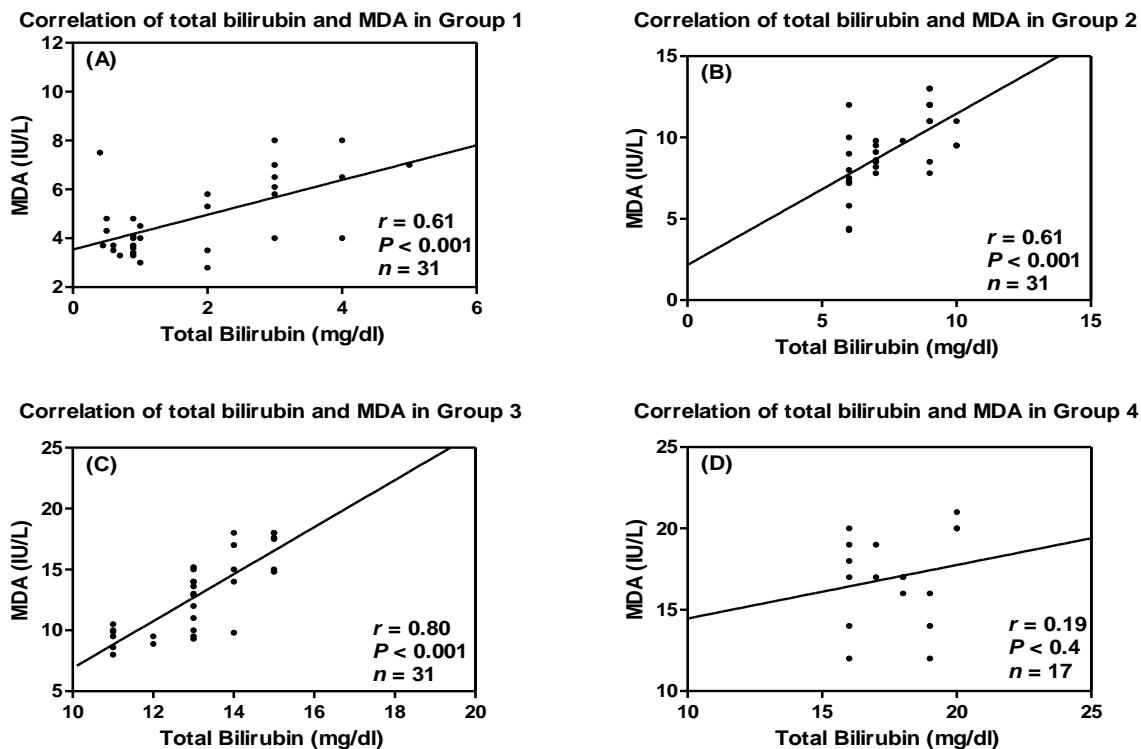 Correlation of total bilirubin and MDA in Group 1
12
10
8
6
4
2
MDA (IU/L)
(A)
r = 0.61
P < 0.001
n = 31
0 2 4 6
Total Bilirubin (mg/dl)
Correlation of total bilirubin and MDA in Group 2
15
10
5
0
MDA (IU/L)
(B)
r = 0.61
P < 0.001
n = 31
0 5 10 15
Total Bilirubin (mg/dl)
Correlation of total bilirubin and MDA in Group 3
25
20
15
10
5
MDA (IU/L)
(C)
r = 0.80
P < 0.001
n = 31
10 12 14 16 18 20
Total Bilirubin (mg/dl)
Correlation of total bilirubin and MDA in Group 4
25
20
15
10
MDA (IU/L)
(D)
r = 0.19
P < 0.4
n = 17
10 15 20 25
Total Bilirubin (mg/dl)